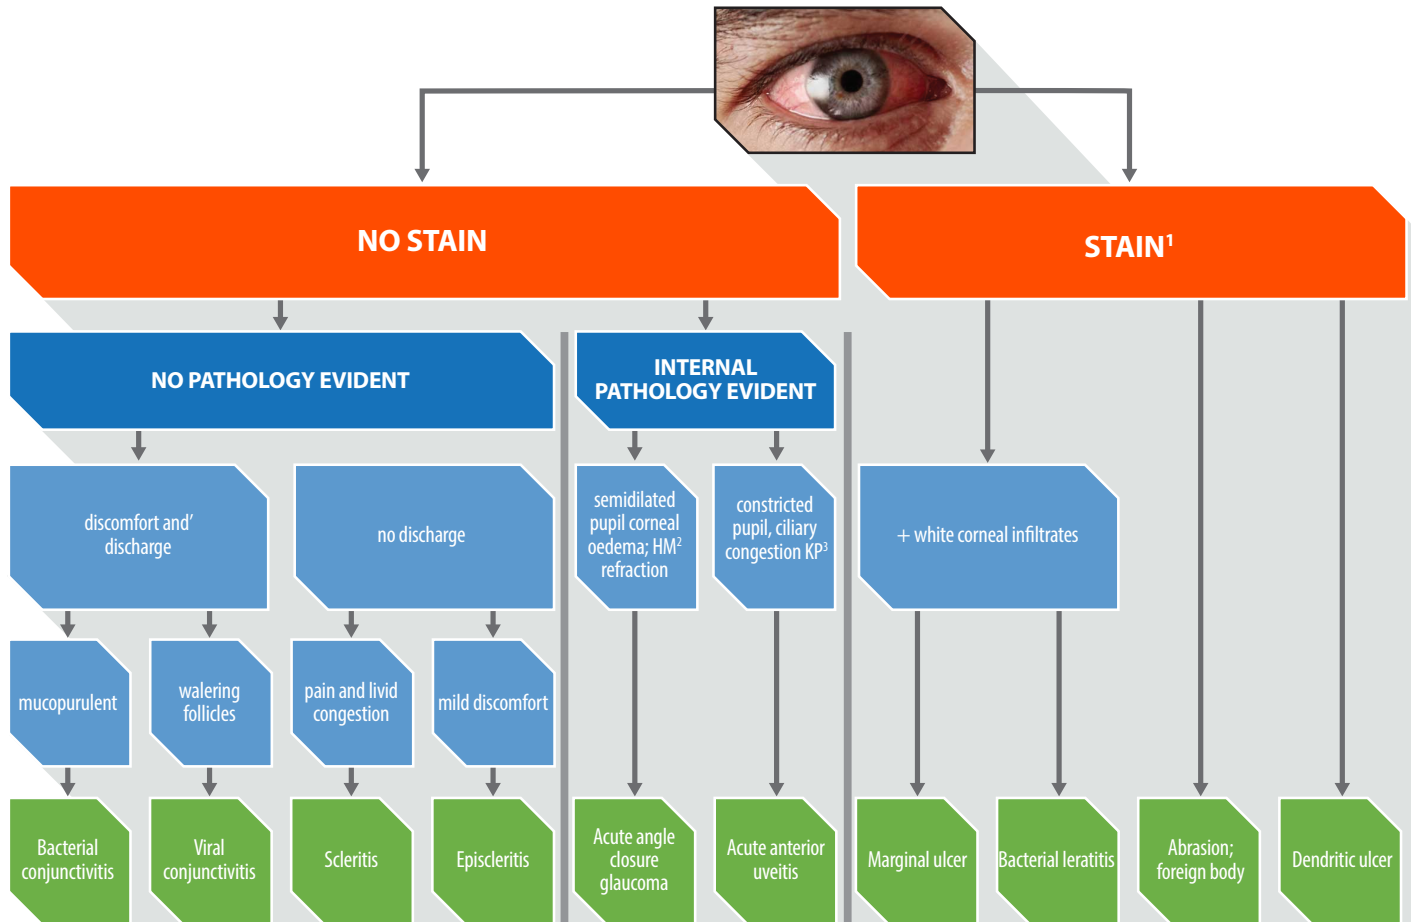 NO STAIN
STAIN¹
NO PATHOLOGY EVIDENT
INTERNAL
PATHOLOGY EVIDENT
discomfort and’
discharge
no discharge
semidilated
pupil corneal
oedema; HM²
refraction
constricted
pupil, ciliary
congestion KP³
+ white corneal infiltrates
mucopurulent
walering
follicles
pain and livid
congestion
mild discomfort
Bacterial
conjunctivitis
Viral
conjunctivitis
Scleritis
Episcleritis
Acute angle
closure
glaucoma
Acute anterior
uveitis
Marginal ulcer
Bacterial leratitis
Abrasion;
foreign body
Dendritic ulcer